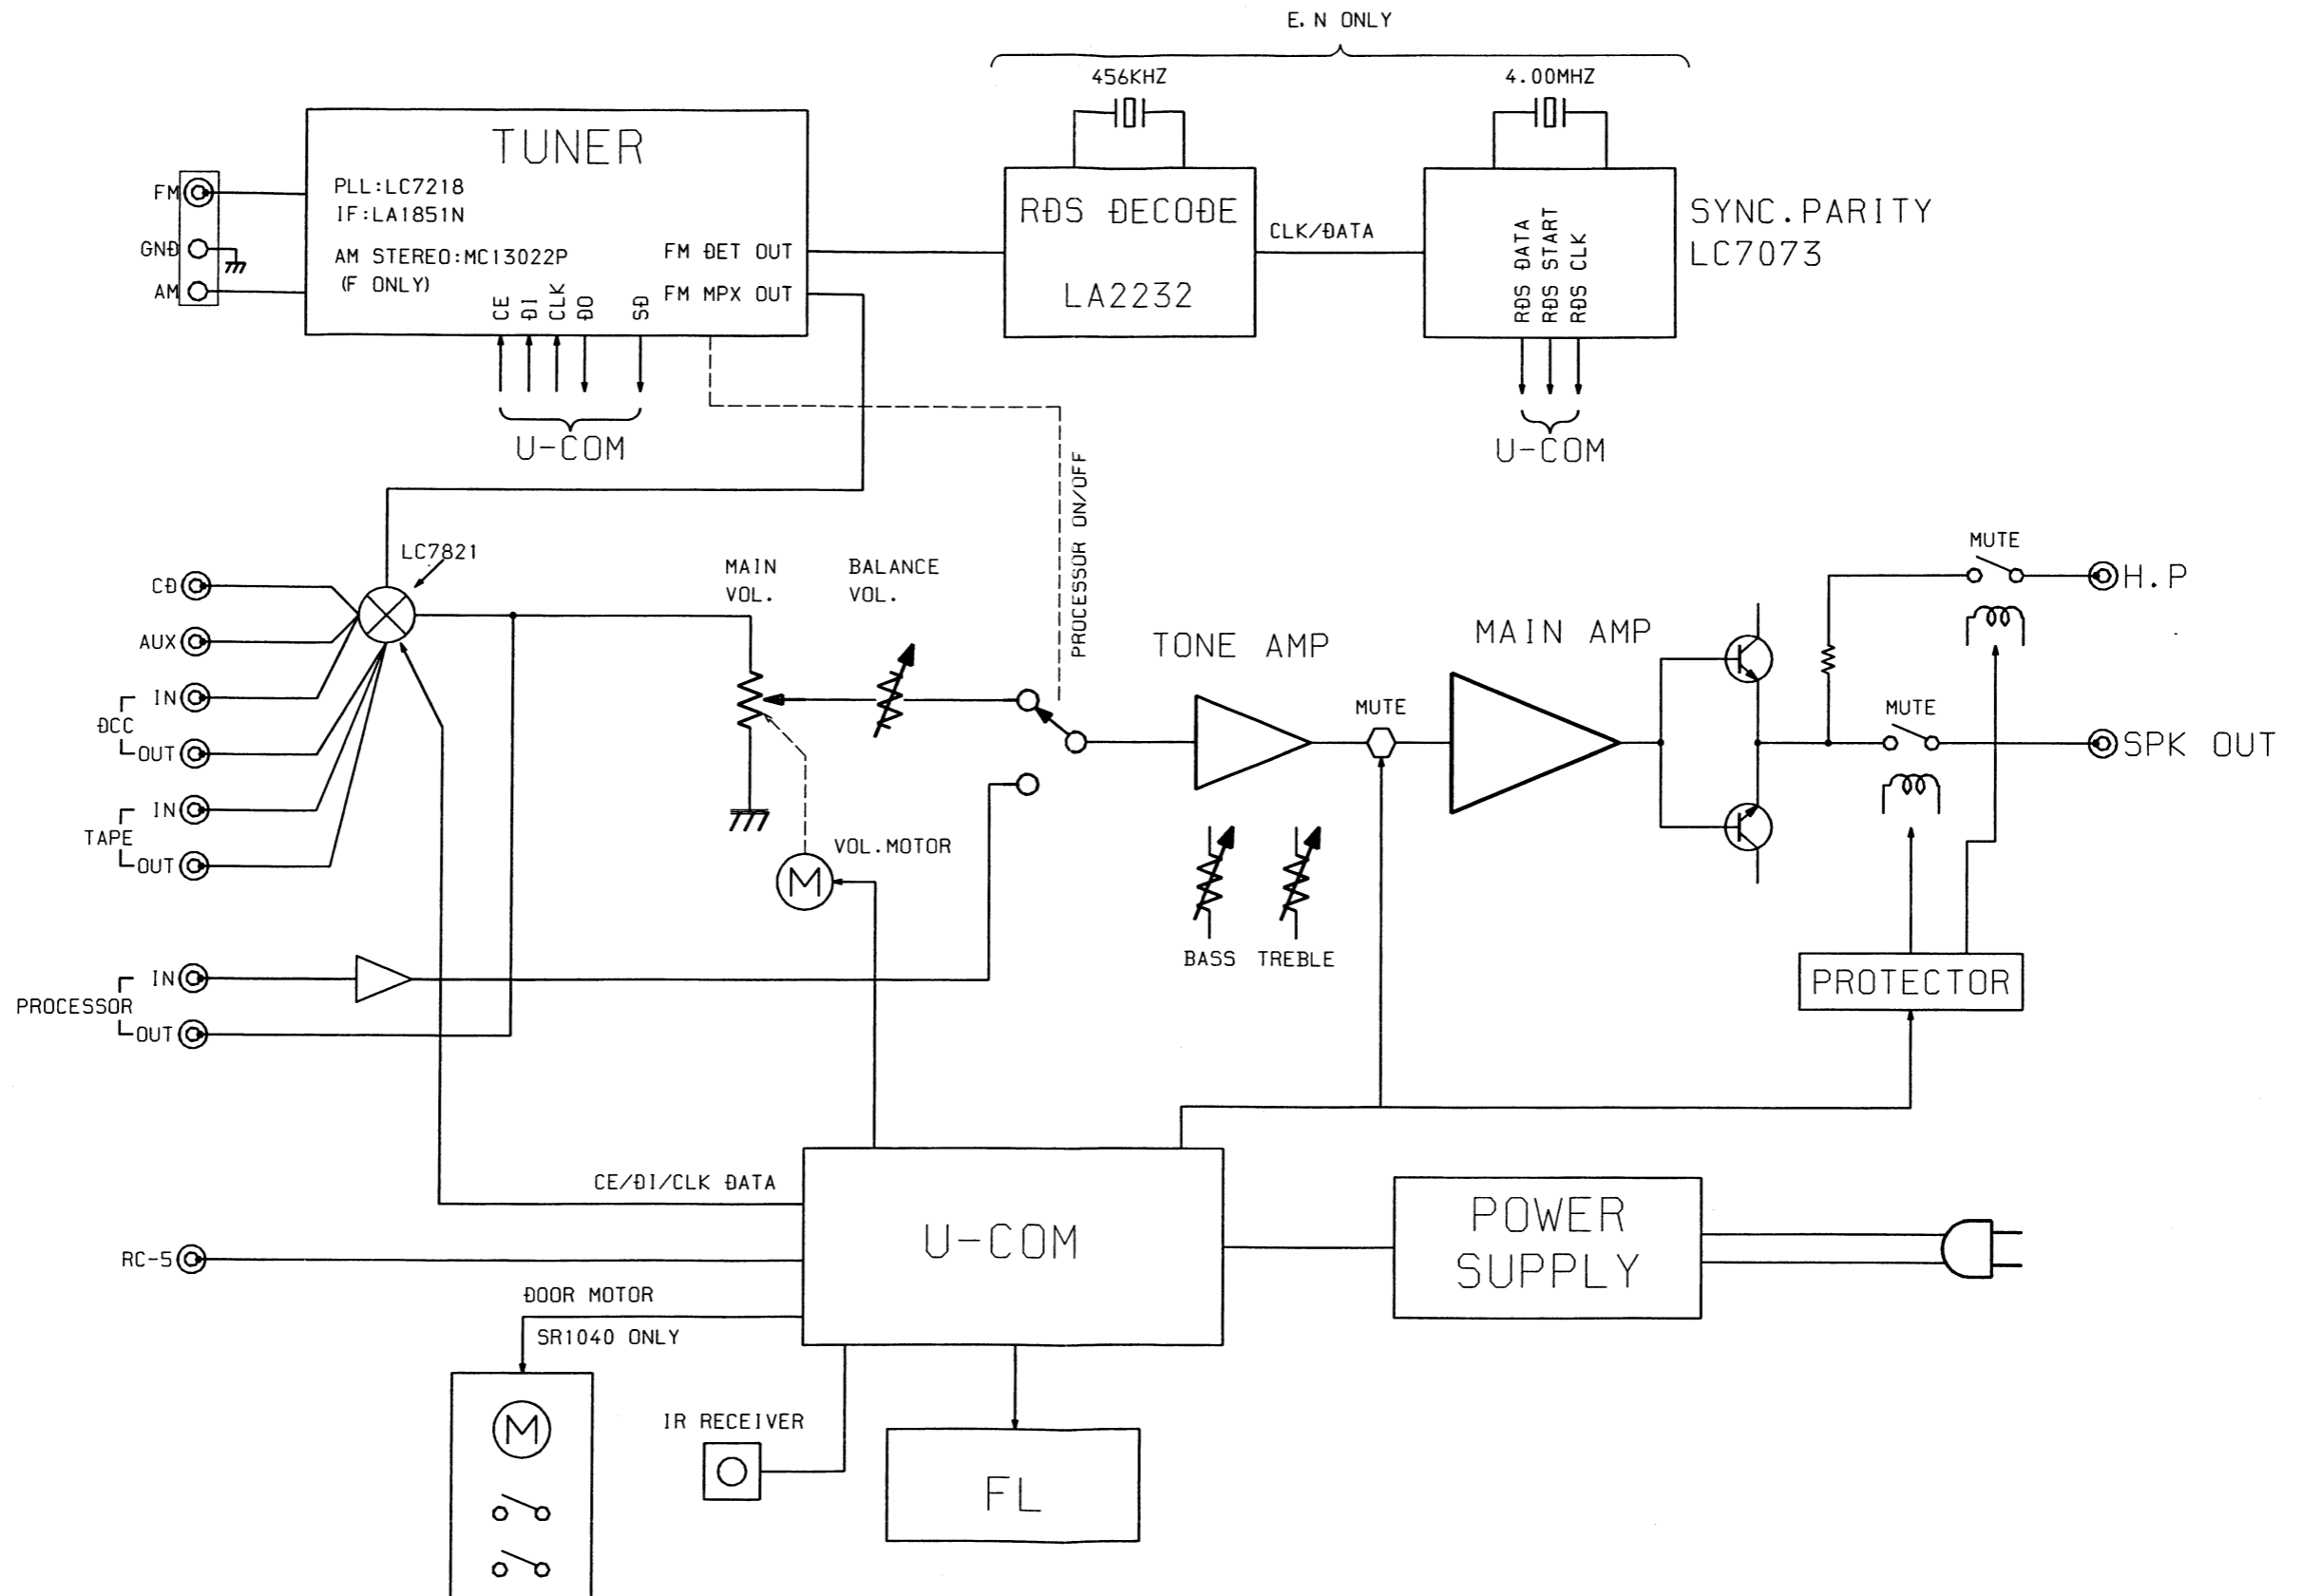 E.N ONLY
456KHZ
4.00MHZ
TUNER
PLL:LC7218
IF:LA1851N
AM STEREO:MC13022P
(F ONLY)
FM DET OUT
FM MPX OUT
CE
DI
CLK
DO
SD
U-COM
FM
GND
AM
RDS DECODE
LA2232
CLK/DATA
RDS DATA
RDS START
RDS CLK
SYNC.PARITY
LC7073
U-COM
PROCESSOR ON/OFF
LC7821
CD
AUX
IN
DCC
OUT
IN
TAPE
OUT
MAIN
VOL.
BALANCE
VOL.
VOL.MOTOR
M
TONE AMP
MUTE
MAIN AMP
MUTE
H.P
MUTE
SPK OUT
BASS
TREBLE
PROTECTOR
IN
PROCESSOR
OUT
CE/DI/CLK DATA
U-COM
POWER
SUPPLY
RC-5
DOOR MOTOR
SR1040 ONLY
M
IR RECEIVER
FL